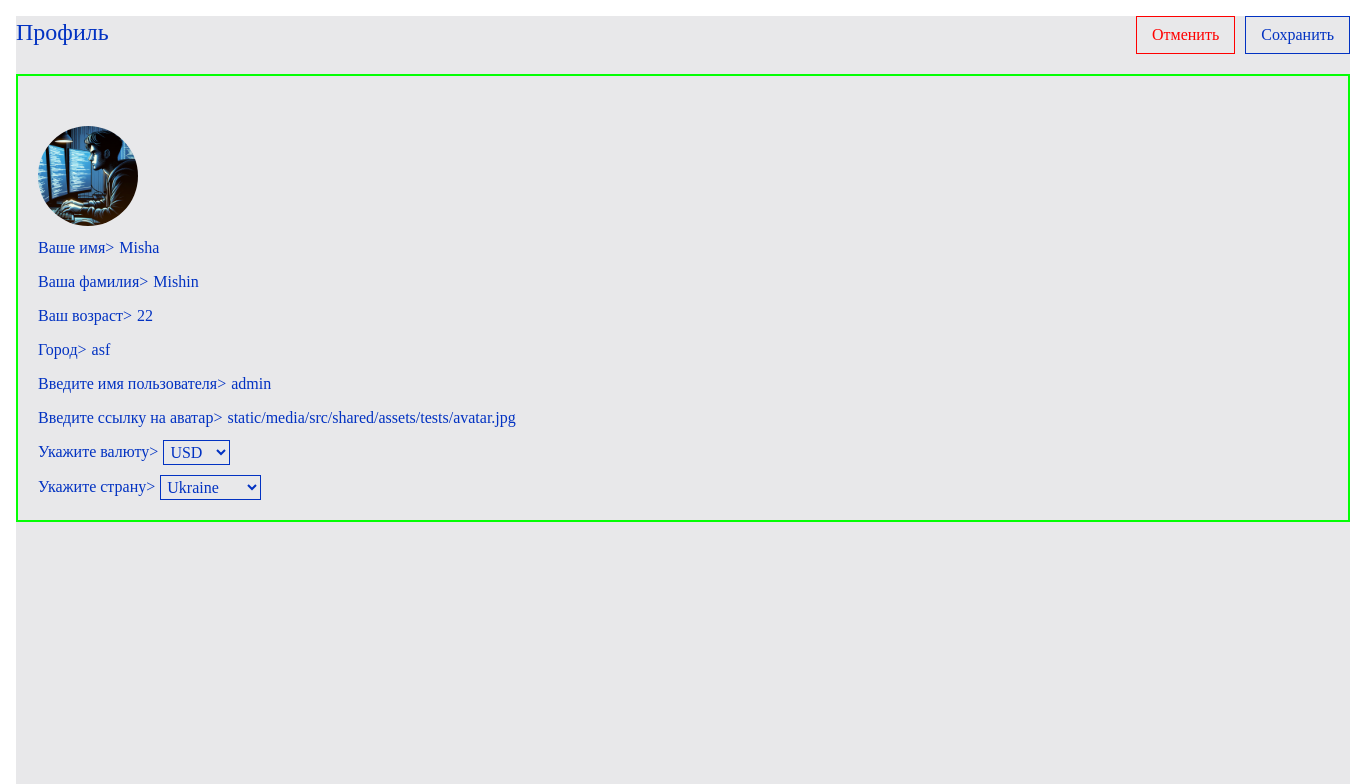 Профиль
Отменить
Сохранить
Ваше имя> Misha
Ваша фамилия> Mishin
Ваш возраст> 22
Город> asf
Введите имя пользователя> admin
Введите ссылку на аватар> static/media/src/shared/assets/tests/avatar.jpg
Укажите валюту> USD
Укажите страну> Ukraine